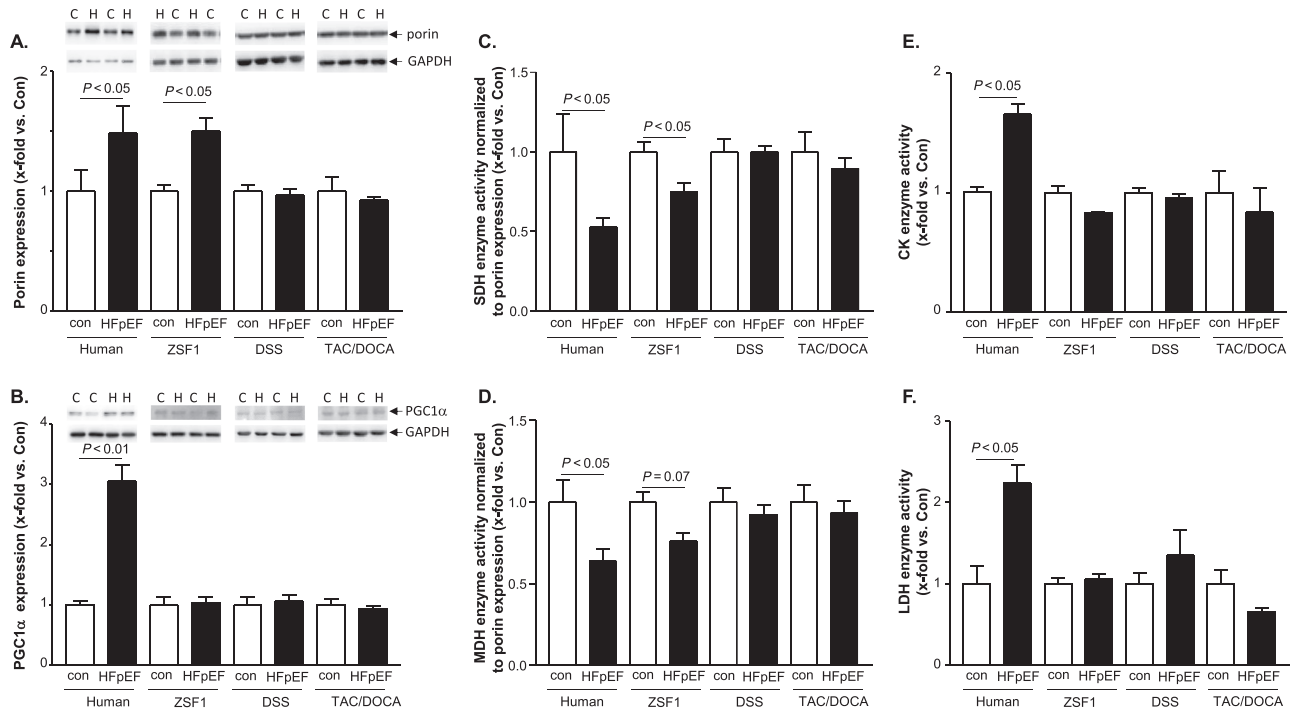 A.
C H C H
H C H C
C H C H
C H C H
porin
GAPDH
Porin expression (x-fold vs. Con)
2
1
0
P < 0.05
P < 0.05
con HFpEF con HFpEF con HFpEF con HFpEF
Human ZSF1 DSS TAC/DOCA
C.
SDH enzyme activity normalized
to porin expression (x-fold vs. Con)
1.5
1.0
0.5
0.0
P < 0.05
P < 0.05
con HFpEF con HFpEF con HFpEF con HFpEF
Human ZSF1 DSS TAC/DOCA
E.
CK enzyme activity
(x-fold vs. Con)
2
1
0
P < 0.05
con HFpEF con HFpEF con HFpEF con HFpEF
Human ZSF1 DSS TAC/DOCA
B.
C C H H
C H C H
C H C H
C H C H
PGC1α
GAPDH
PGC1α expression (x-fold vs. Con)
4
3
2
1
0
P < 0.01
con HFpEF con HFpEF con HFpEF con HFpEF
Human ZSF1 DSS TAC/DOCA
D.
MDH enzyme activity normalized
to porin expression (x-fold vs. Con)
1.5
1.0
0.5
0.0
P < 0.05
P = 0.07
con HFpEF con HFpEF con HFpEF con HFpEF
Human ZSF1 DSS TAC/DOCA
F.
LDH enzyme activity
(x-fold vs. Con)
3
2
1
0
P < 0.05
con HFpEF con HFpEF con HFpEF con HFpEF
Human ZSF1 DSS TAC/DOCA